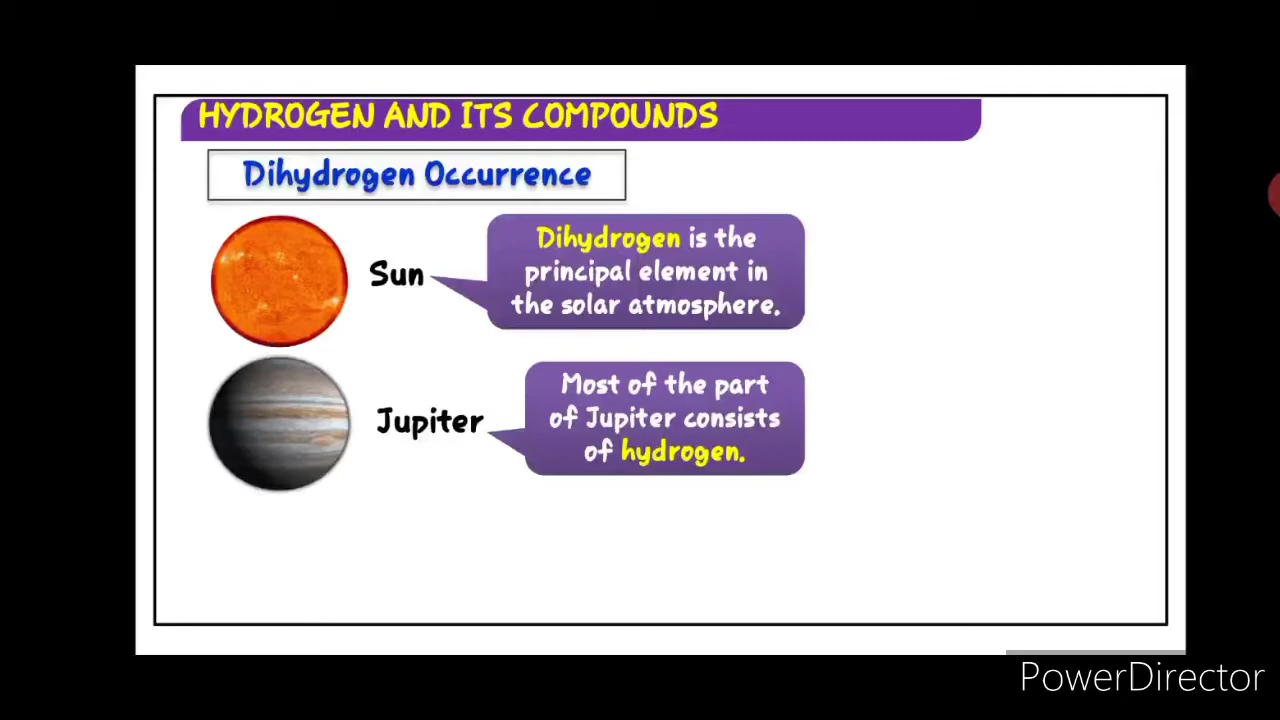 HYDROGEN AND ITS COMPOUNDS
Dihydrogen Occurrence
Sun
Dihydrogen is the
principal element in
the solar atmosphere.
Jupiter
Most of the part
of Jupiter consists
of hydrogen.
PowerDirector